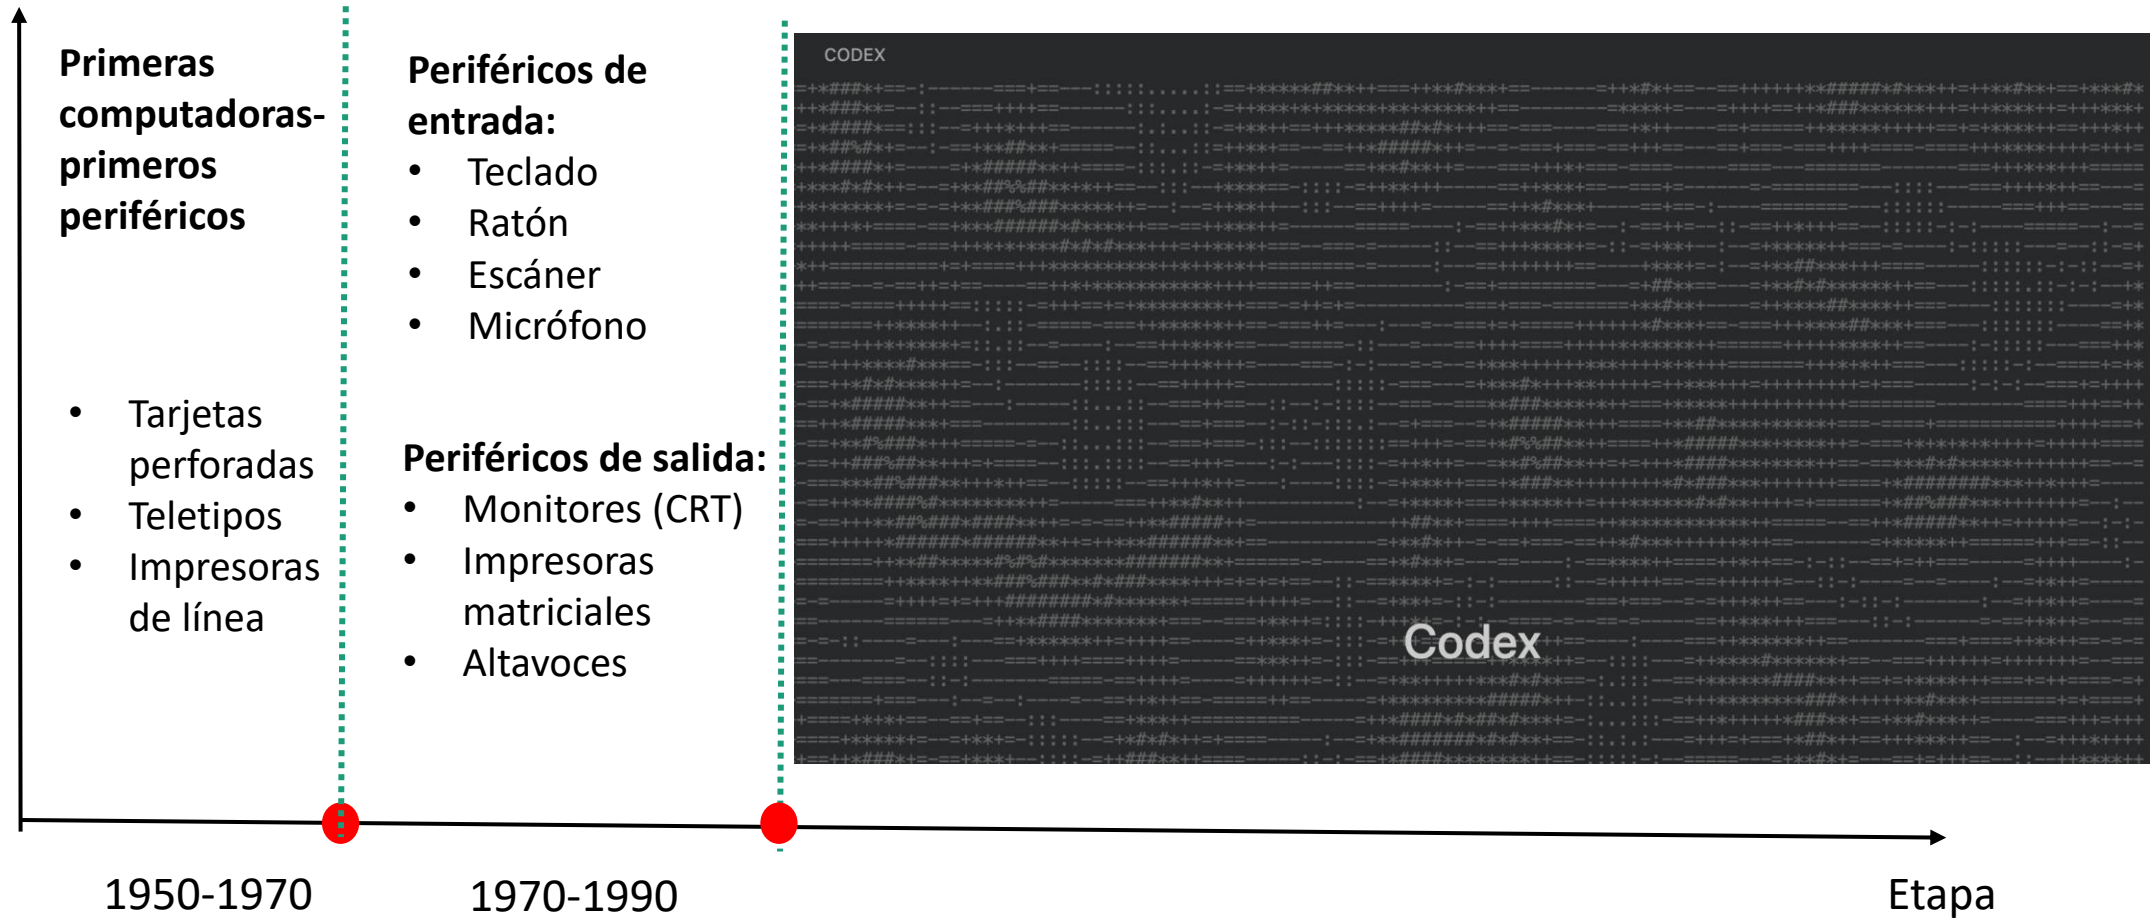 Primeras
computadoras-
primeros
periféricos
• Tarjetas
perforadas
• Teletipos
• Impresoras
de línea
Periféricos de
entrada:
• Teclado
• Ratón
• Escáner
• Micrófono
Periféricos de salida:
• Monitores (CRT)
• Impresoras
matriciales
• Altavoces
CODEX
Codex
1950-1970
1970-1990
Etapa